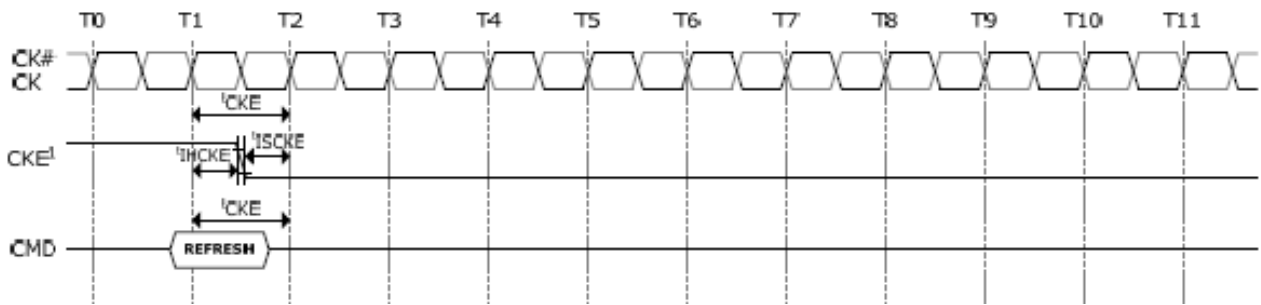 T0 T1 T2 T3 T4 T5 T6 T7 T8 T9 T10 T11
CK#
CK
tCKE
tISCKE
CKE1
tIHCKE
tCKE
CMD
REFRESH